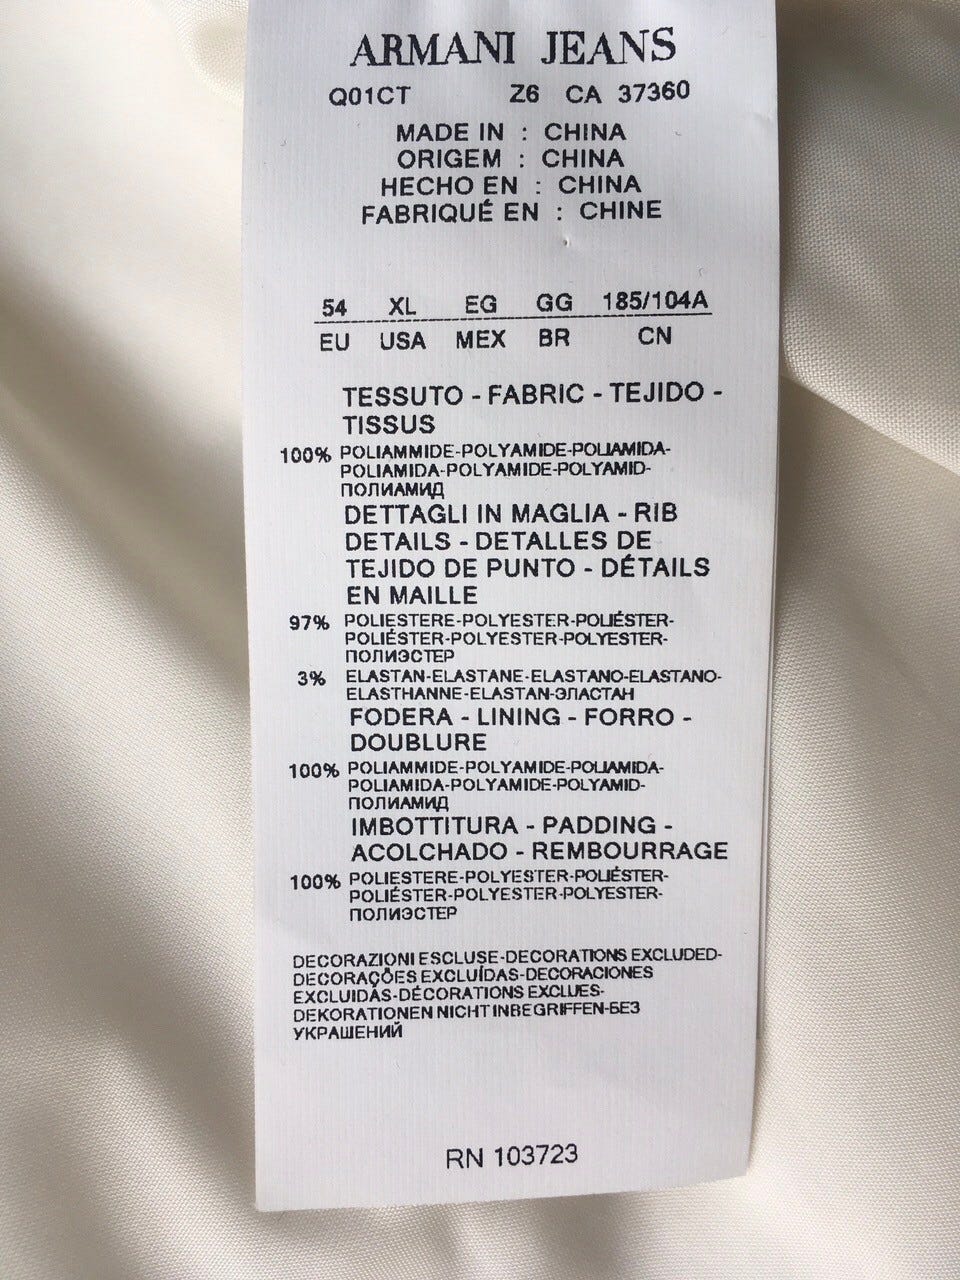 ARMANI JEANS
Q01CT Z6 CA 37360
MADE IN : CHINA
ORIGEM : CHINA
HECHO EN : CHINA
FABRIQUÉ EN : CHINE
54 XL EG GG 185/104A
EU USA MEX BR CN
TESSUTO - FABRIC - TEJIDO -
TISSUS
100% POLIAMMIDE-POLYAMIDE-POLIAMIDA-
POLIAMIDA-POLYAMIDE-POLYAMID-
ПОЛИАМИД
DETTAGLI IN MAGLIA - RIB
DETAILS - DETALLES DE
TEJIDO DE PUNTO - DÉTAILS
EN MAILLE
97% POLIESTERE-POLYESTER-POLIÉSTER-
POLIÉSTER-POLYESTER-POLYESTER-
ПОЛИЭСТЕР
3% ELASTAN-ELASTANE-ELASTANO-ELASTANO-
ELASTHANNE-ELASTAN-ЭЛАСТАН
FODERA - LINING - FORRO -
DOUBLURE
100% POLIAMMIDE-POLYAMIDE-POLIAMIDA-
POLIAMIDA-POLYAMIDE-POLYAMID-
ПОЛИАМИД
IMBOTTITURA - PADDING -
ACOLCHADO - REMBOURRAGE
100% POLIESTERE-POLYESTER-POLIÉSTER-
POLIÉSTER-POLYESTER-POLYESTER-
ПОЛИЭСТЕР
DECORAZIONI ESCLUSE-DECORATIONS EXCLUDED-
DECORAÇÕES EXCLUÍDAS-DECORACIONES
EXCLUIDAS-DÉCORATIONS EXCLUES-
DEKORATIONEN NICHT INBEGRIFFEN-БЕЗ
УКРАШЕНИЙ
RN 103723